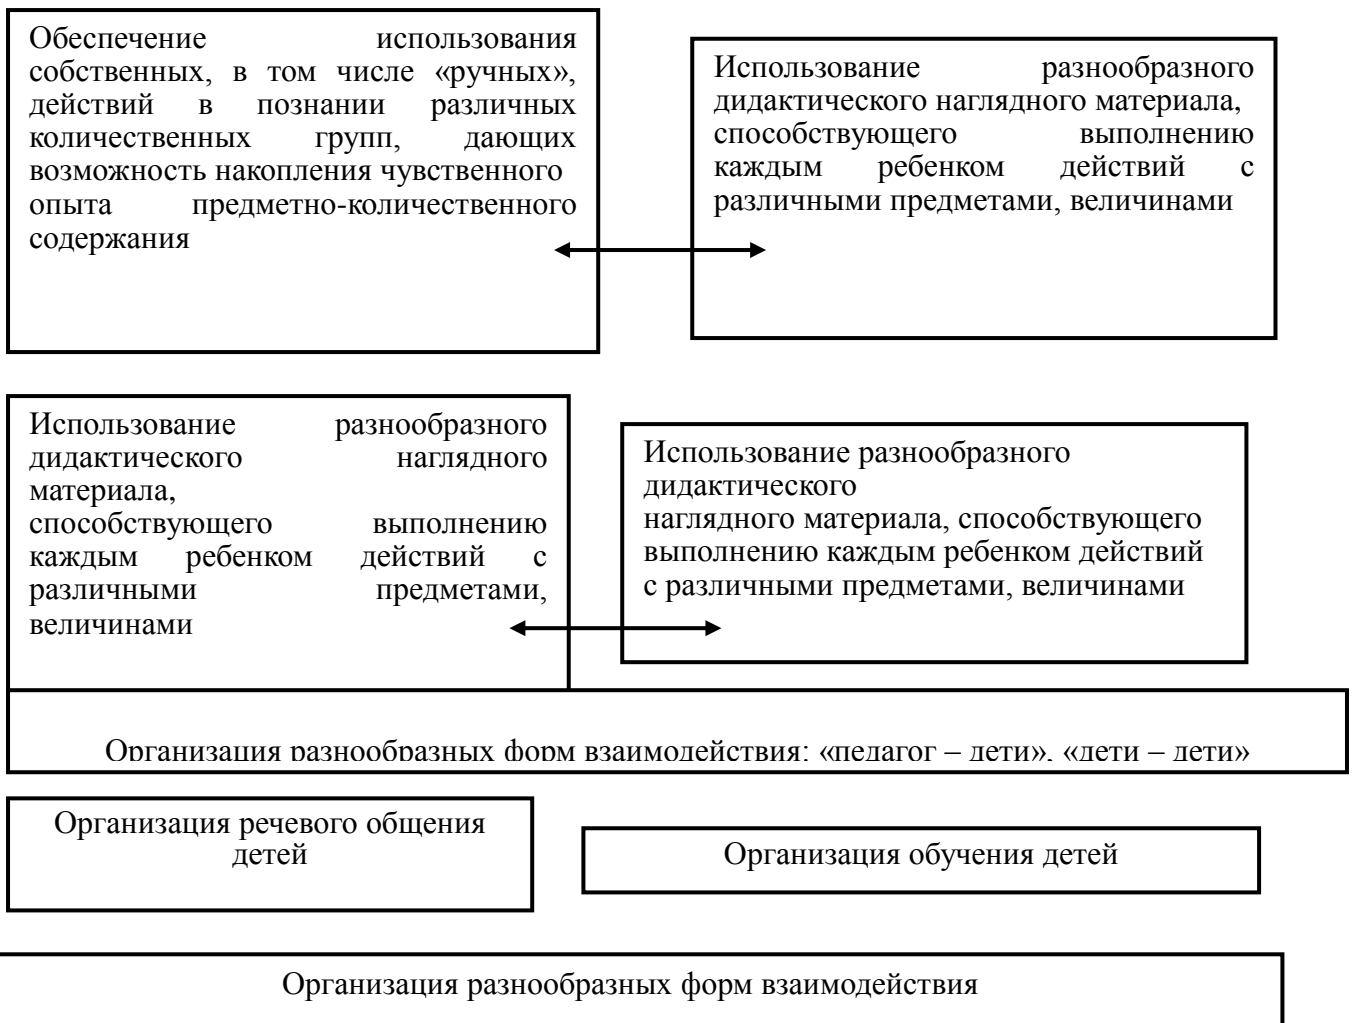 Обеспечение использования
собственных, в том числе «ручных»,
действий в познании различных
количественных групп, дающих
возможность накопления чувственного
опыта предметно-количественного
содержания
Использование разнообразного
дидактического наглядного материала,
способствующего выполнению
каждым ребенком действий с
различными предметами, величинами
Использование разнообразного
дидактического наглядного
материала,
способствующего выполнению
каждым ребенком действий с
различными предметами,
величинами
Использование разнообразного
дидактического
наглядного материала, способствующего
выполнению каждым ребенком действий
с различными предметами, величинами
Организация разнообразных форм взаимодействия: «педагог – дети», «дети – дети»
Организация речевого общения
детей
Организация обучения детей
Организация разнообразных форм взаимодействия